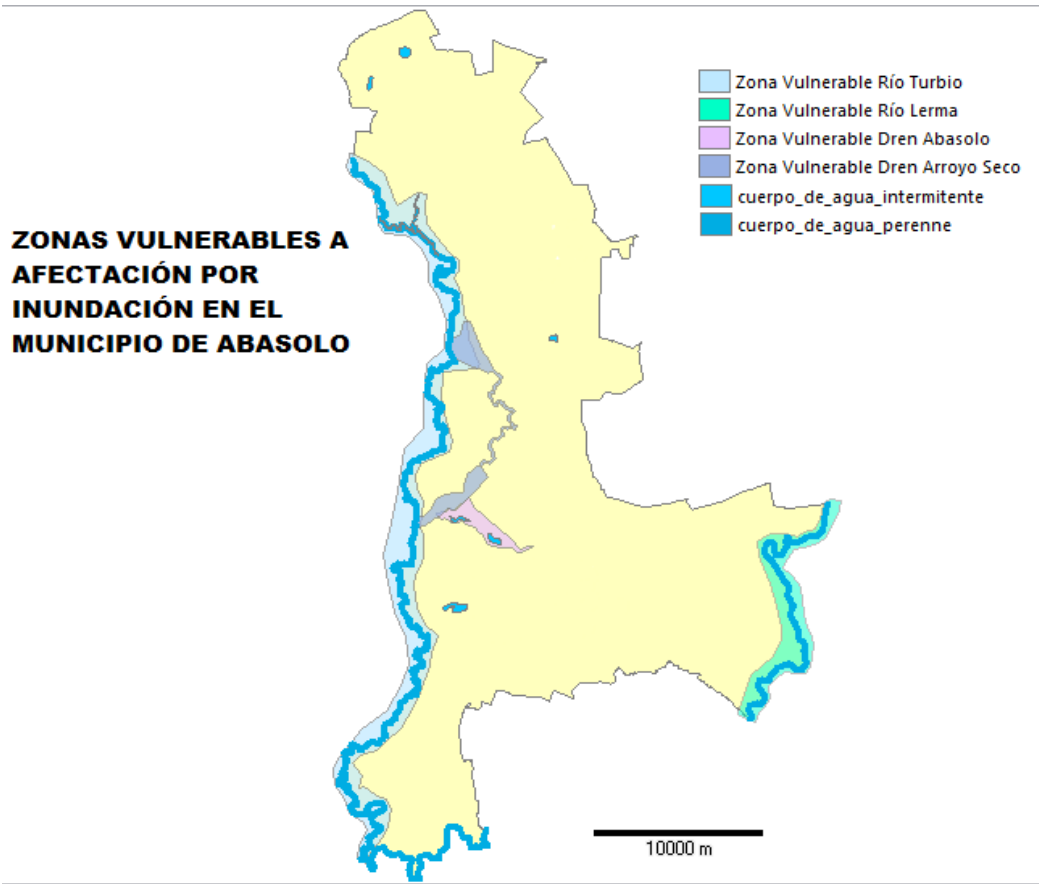 ZONAS VULNERABLES A
AFECTACIÓN POR
INUNDACIÓN EN EL
MUNICIPIO DE ABASOLO
Zona Vulnerable Río Turbio
Zona Vulnerable Río Lerma
Zona Vulnerable Dren Abasolo
Zona Vulnerable Dren Arroyo Seco
cuerpo_de_agua_intermitente
cuerpo_de_agua_perenne
10000 m